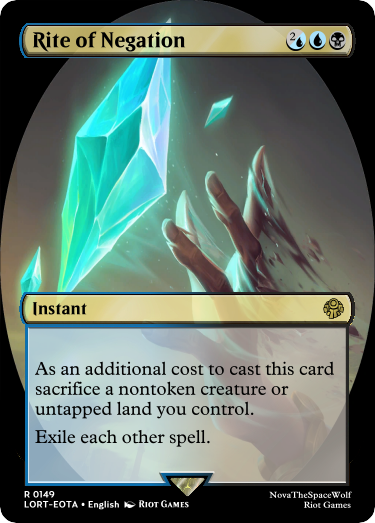 Rite of Negation
2
Instant
As an additional cost to cast this card
sacrifice a nontoken creature or
untapped land you control.
Exile each other spell.
R 0149
LORT-EOTA • English Riot Games
NovaTheSpaceWolf
Riot Games